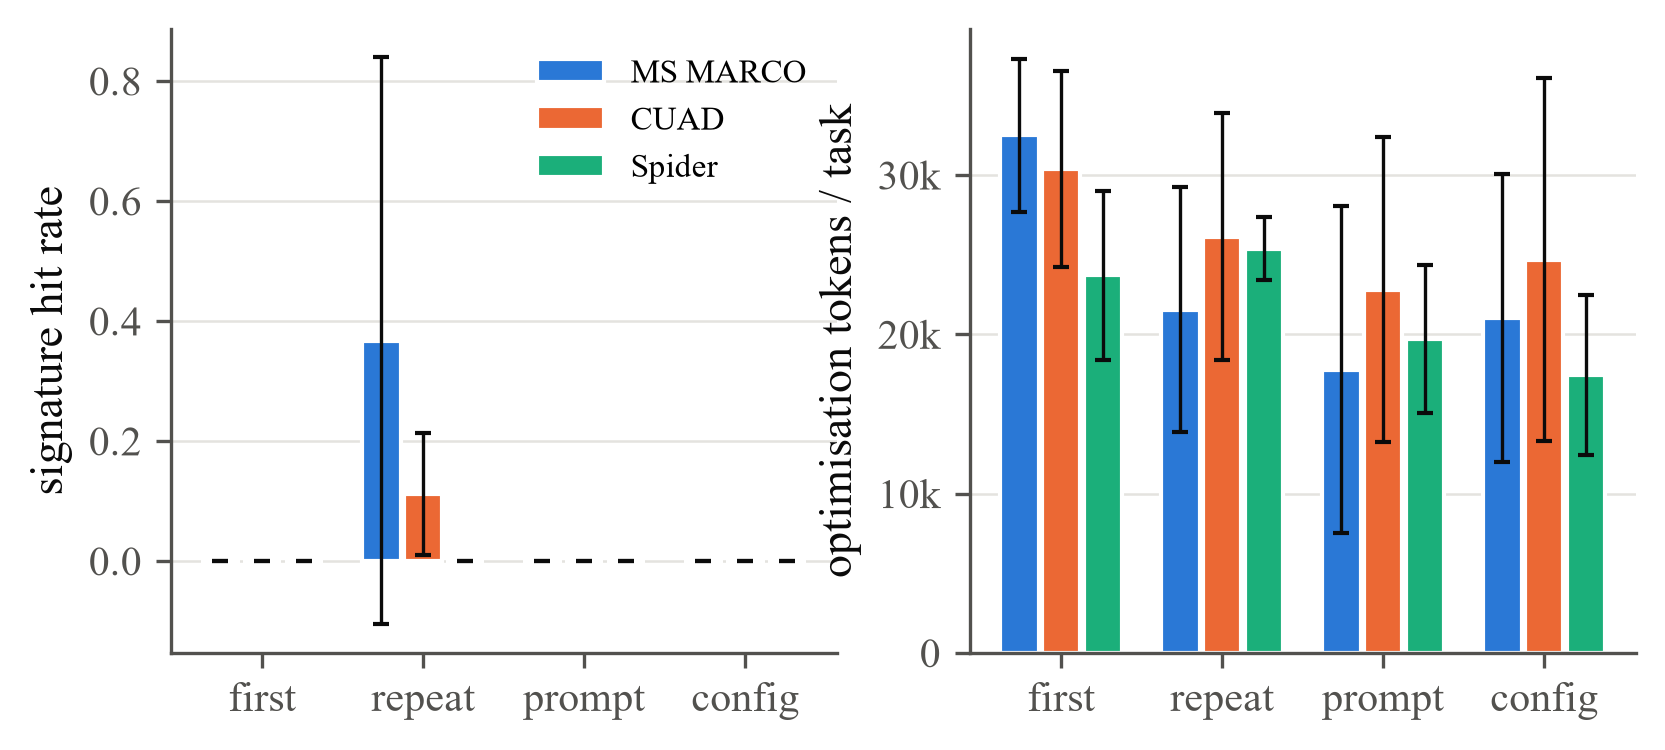 signature hit rate
0.8
0.6
0.4
0.2
0.0
MS MARCO
CUAD
Spider
first repeat prompt config
optimisation tokens / task
30k
20k
10k
0
first repeat prompt config